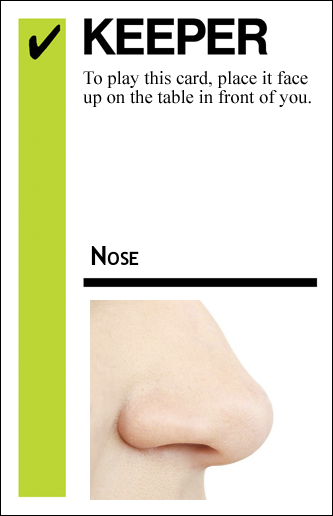 KEEPER
To play this card, place it face
up on the table in front of you.
Nose